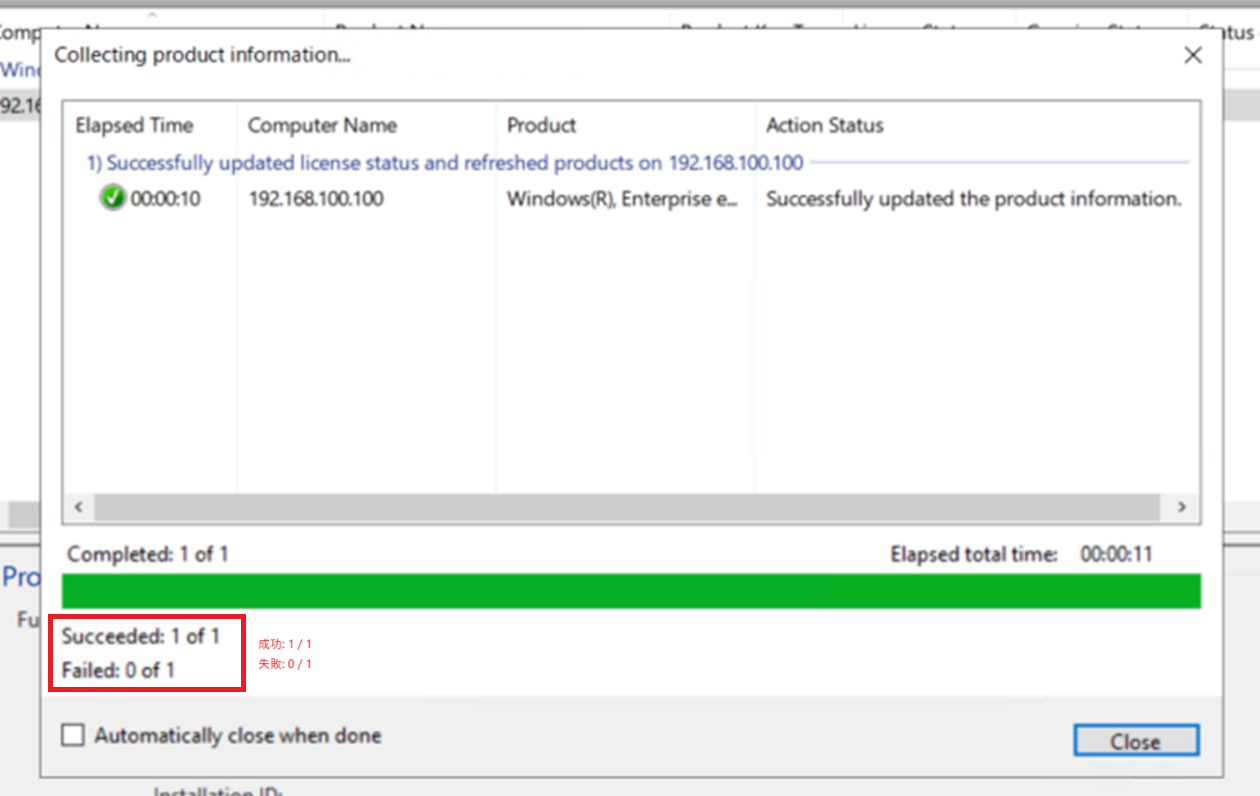 Collecting product information...
Elapsed Time Computer Name Product Action Status
1) Successfully updated license status and refreshed products on 192.168.100.100
00:00:10 192.168.100.100 Windows(R), Enterprise e... Successfully updated the product information.
Completed: 1 of 1 Elapsed total time: 00:00:11
Succeeded: 1 of 1
Failed: 0 of 1
成功: 1 / 1
失敗: 0 / 1
Automatically close when done
Close